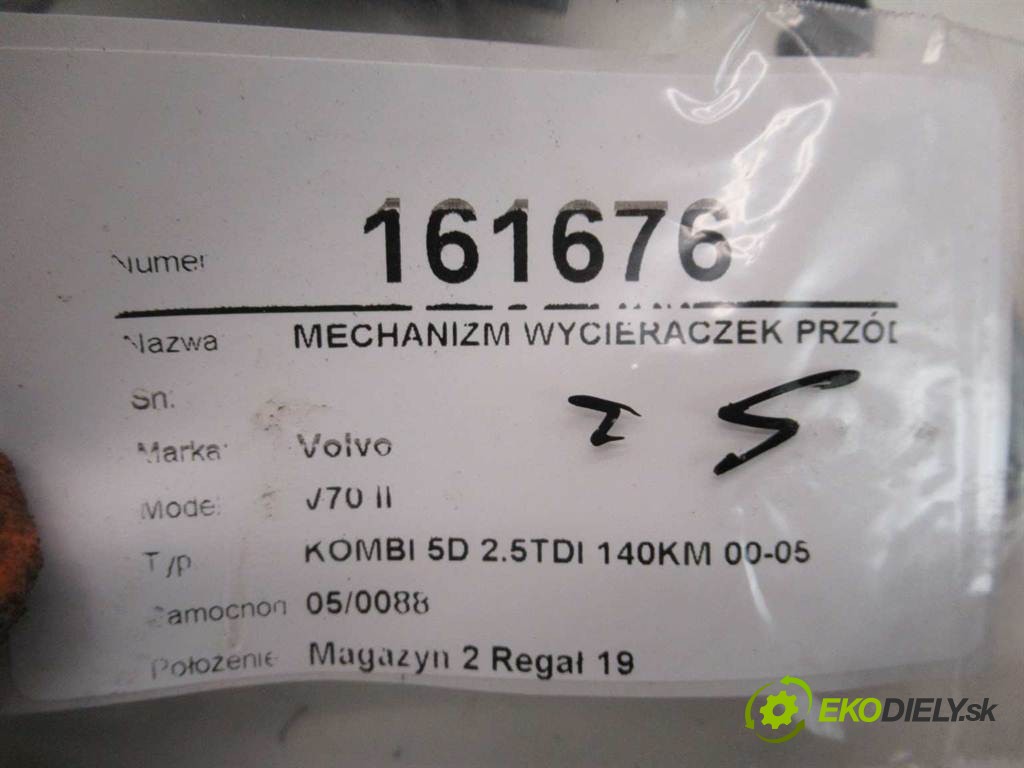 Numer 161676
Nazwa MECHANIZM WYCIERACZEK PRZÓD
Sn:
Marka: Volvo
Model: V70 II
Typ KOMBI 5D 2.5TDI 140KM 00-05
Samochód 05/0088
Położenie Magazyn 2 Regał 19
EKODIELY.sk